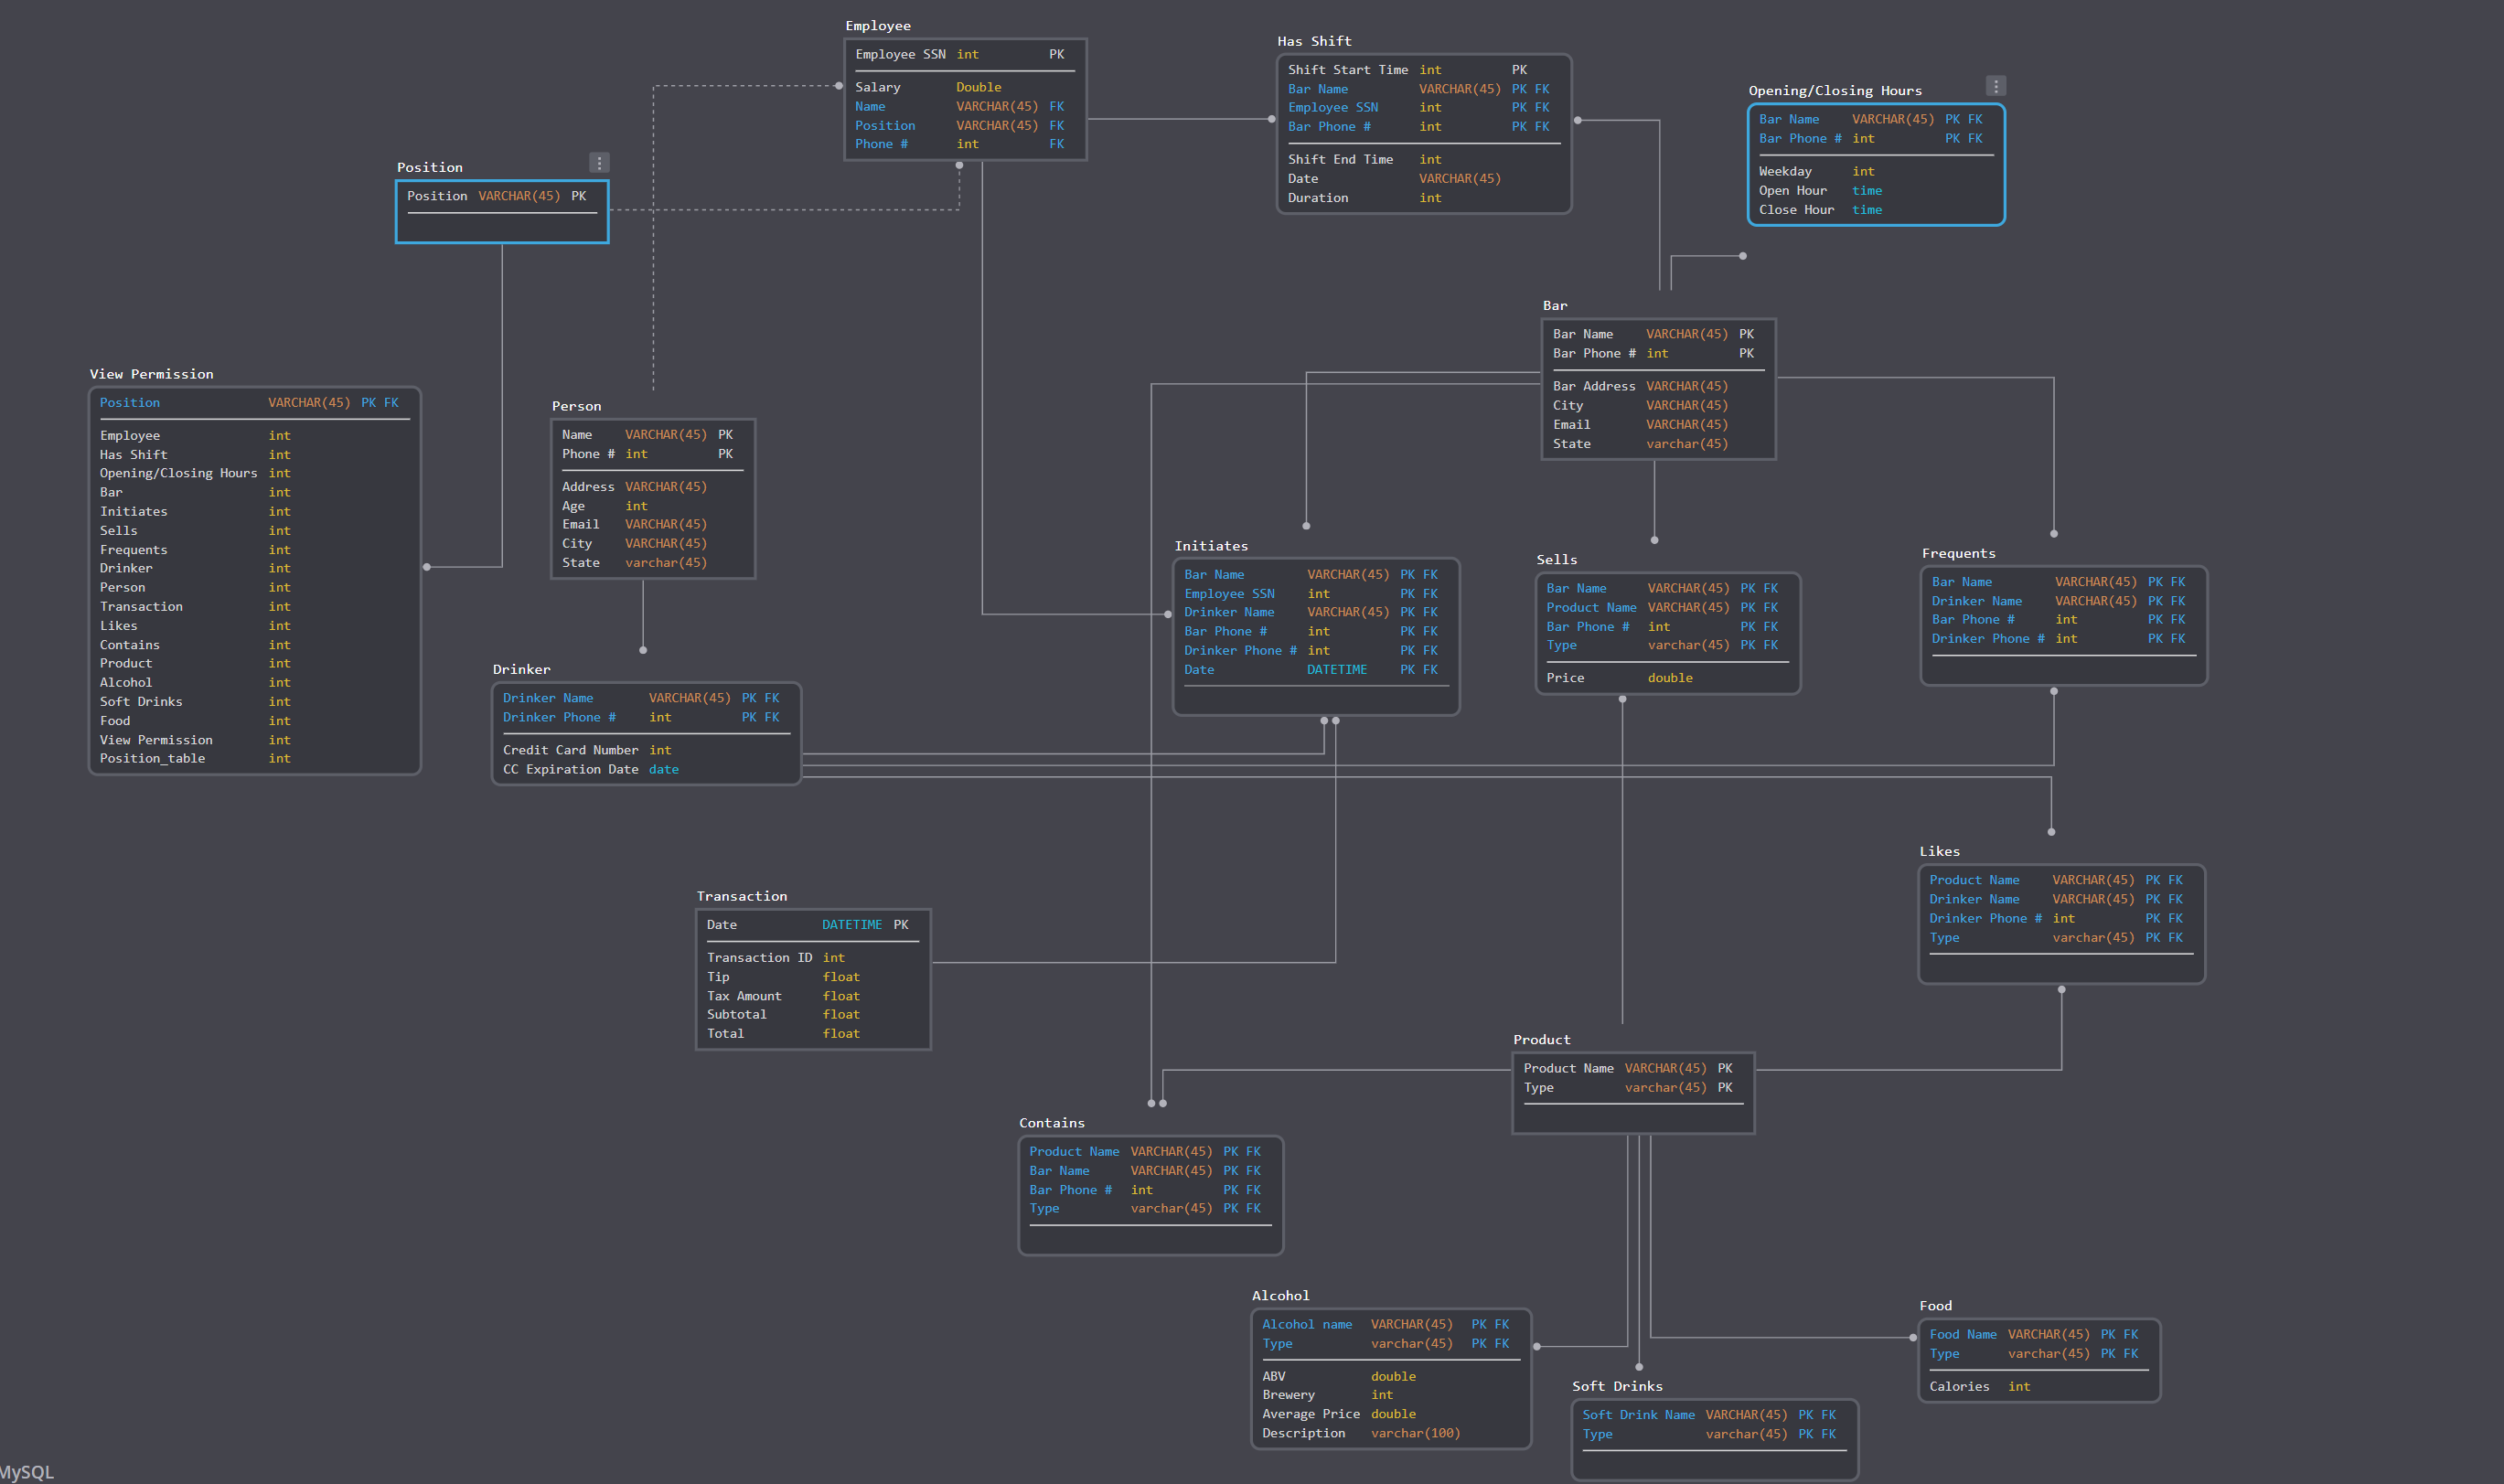 Employee
Employee SSN int PK
Salary Double
Name VARCHAR(45) FK
Position VARCHAR(45) FK
Phone # int FK
Has Shift
Shift Start Time int PK
Bar Name VARCHAR(45) PK FK
Employee SSN int PK FK
Bar Phone # int PK FK
Shift End Time int
Date VARCHAR(45)
Duration int
Opening/Closing Hours
Bar Name VARCHAR(45) PK FK
Bar Phone # int PK FK
Weekday int
Open Hour time
Close Hour time
Position
Position VARCHAR(45) PK
View Permission
Position VARCHAR(45) PK FK
Employee int
Has Shift int
Opening/Closing Hours int
Bar int
Initiates int
Sells int
Frequents int
Drinker int
Person int
Transaction int
Likes int
Contains int
Product int
Alcohol int
Soft Drinks int
Food int
View Permission int
Position_table int
Person
Name VARCHAR(45) PK
Phone # int PK
Address VARCHAR(45)
Age int
Email VARCHAR(45)
City VARCHAR(45)
State varchar(45)
Bar
Bar Name VARCHAR(45) PK
Bar Phone # int PK
Bar Address VARCHAR(45)
City VARCHAR(45)
Email VARCHAR(45)
State varchar(45)
Initiates
Bar Name VARCHAR(45) PK FK
Employee SSN int PK FK
Drinker Name VARCHAR(45) PK FK
Bar Phone # int PK FK
Drinker Phone # int PK FK
Date DATETIME PK FK
Sells
Bar Name VARCHAR(45) PK FK
Product Name VARCHAR(45) PK FK
Bar Phone # int PK FK
Type varchar(45) PK FK
Price double
Frequents
Bar Name VARCHAR(45) PK FK
Drinker Name VARCHAR(45) PK FK
Bar Phone # int PK FK
Drinker Phone # int PK FK
Drinker
Drinker Name VARCHAR(45) PK FK
Drinker Phone # int PK FK
Credit Card Number int
CC Expiration Date date
Likes
Product Name VARCHAR(45) PK FK
Drinker Name VARCHAR(45) PK FK
Drinker Phone # int PK FK
Type varchar(45) PK FK
Transaction
Date DATETIME PK
Transaction ID int
Tip float
Tax Amount float
Subtotal float
Total float
Product
Product Name VARCHAR(45) PK
Type varchar(45) PK
Contains
Product Name VARCHAR(45) PK FK
Bar Name VARCHAR(45) PK FK
Bar Phone # int PK FK
Type varchar(45) PK FK
Alcohol
Alcohol name VARCHAR(45) PK FK
Type varchar(45) PK FK
ABV double
Brewery int
Average Price double
Description varchar(100)
Food
Food Name VARCHAR(45) PK FK
Type varchar(45) PK FK
Calories int
Soft Drinks
Soft Drink Name VARCHAR(45) PK FK
Type varchar(45) PK FK
MySQL